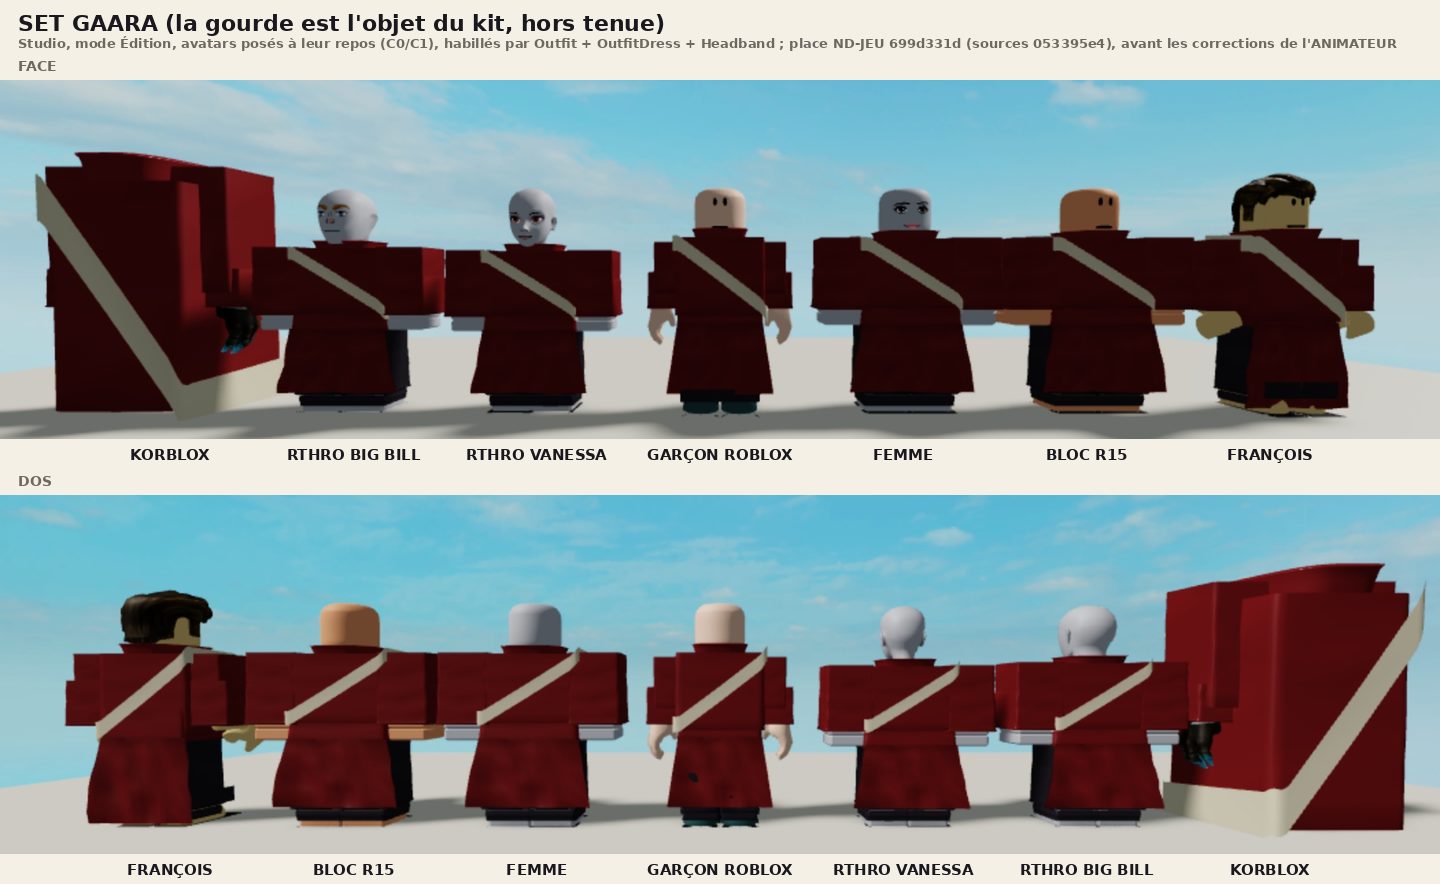 SET GAARA (la gourde est l'objet du kit, hors tenue)
Studio, mode Édition, avatars posés à leur repos (C0/C1), habillés par Outfit + OutfitDress + Headband ; place ND-JEU 699d331d (sources 053395e4), avant les corrections de l'ANIMATEUR
FACE
KORBLOX RTHRO BIG BILL RTHRO VANESSA GARÇON ROBLOX FEMME BLOC R15 FRANÇOIS
DOS
FRANÇOIS BLOC R15 FEMME GARÇON ROBLOX RTHRO VANESSA RTHRO BIG BILL KORBLOX